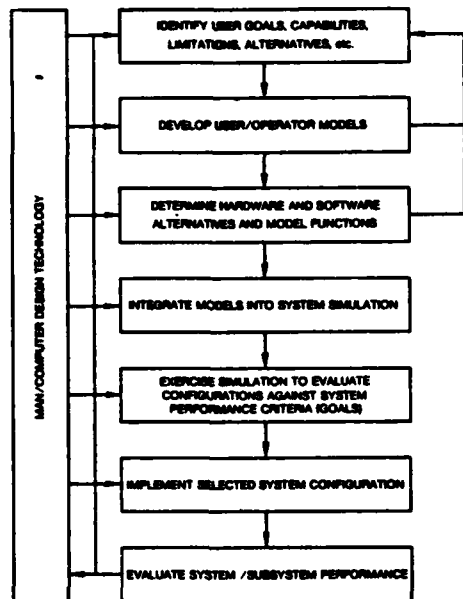 MAN/COMPUTER DESIGN TECHNOLOGY
IDENTIFY USER GOALS, CAPABILITIES,
LIMITATIONS, ALTERNATIVES, etc.
DEVELOP USER/OPERATOR MODELS
DETERMINE HARDWARE AND SOFTWARE
ALTERNATIVES AND MODEL FUNCTIONS
INTEGRATE MODELS INTO SYSTEM SIMULATION
EXERCISE SIMULATION TO EVALUATE
CONFIGURATIONS AGAINST SYSTEM
PERFORMANCE CRITERIA (GOALS)
IMPLEMENT SELECTED SYSTEM CONFIGURATION
EVALUATE SYSTEM/SUBSYSTEM PERFORMANCE